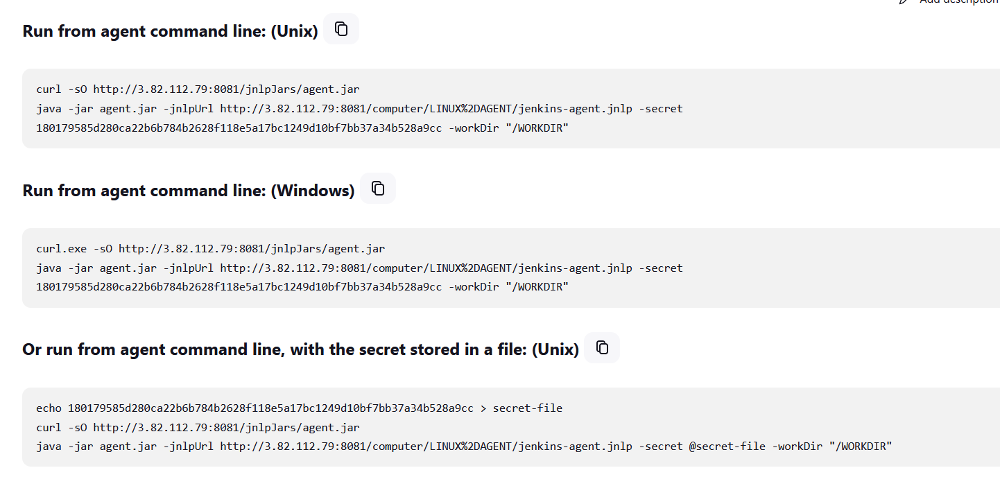 Add description
Run from agent command line: (Unix)
curl -sO http://3.82.112.79:8081/jnlpJars/agent.jar
java -jar agent.jar -jnlpUrl http://3.82.112.79:8081/computer/LINUX%2DAGENT/jenkins-agent.jnlp -secret
180179585d280ca22b6b784b2628f118e5a17bc1249d10bf7bb37a34b528a9cc -workDir "/WORKDIR"
Run from agent command line: (Windows)
curl.exe -sO http://3.82.112.79:8081/jnlpJars/agent.jar
java -jar agent.jar -jnlpUrl http://3.82.112.79:8081/computer/LINUX%2DAGENT/jenkins-agent.jnlp -secret
180179585d280ca22b6b784b2628f118e5a17bc1249d10bf7bb37a34b528a9cc -workDir "/WORKDIR"
Or run from agent command line, with the secret stored in a file: (Unix)
echo 180179585d280ca22b6b784b2628f118e5a17bc1249d10bf7bb37a34b528a9cc > secret-file
curl -sO http://3.82.112.79:8081/jnlpJars/agent.jar
java -jar agent.jar -jnlpUrl http://3.82.112.79:8081/computer/LINUX%2DAGENT/jenkins-agent.jnlp -secret @secret-file -workDir "/WORKDIR"